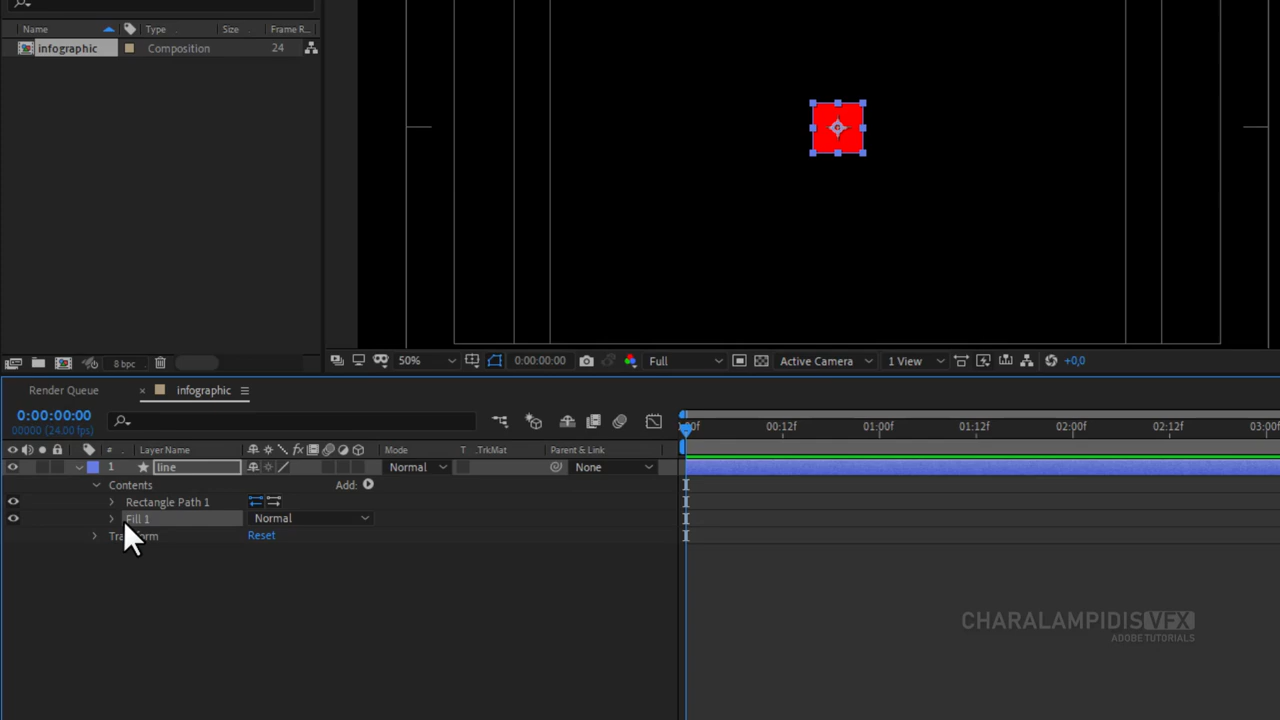 Name Type Size Frame R...
infographic Composition 24
8 bpc
50% 0:00:00:00 Full Active Camera 1 View +0,0
Render Queue × infographic
0:00:00:00
00000 (24,00 fps)
:00f 00:12f 01:00f 01:12f 02:00f 02:12f 03:00f
# Layer Name Mode T .TrkMat Parent & Link
1 line Normal None
Contents Add:
Rectangle Path 1
Fill 1 Normal
Transform Reset
CHARALAMPIDISVFX
ADOBE TUTORIALS